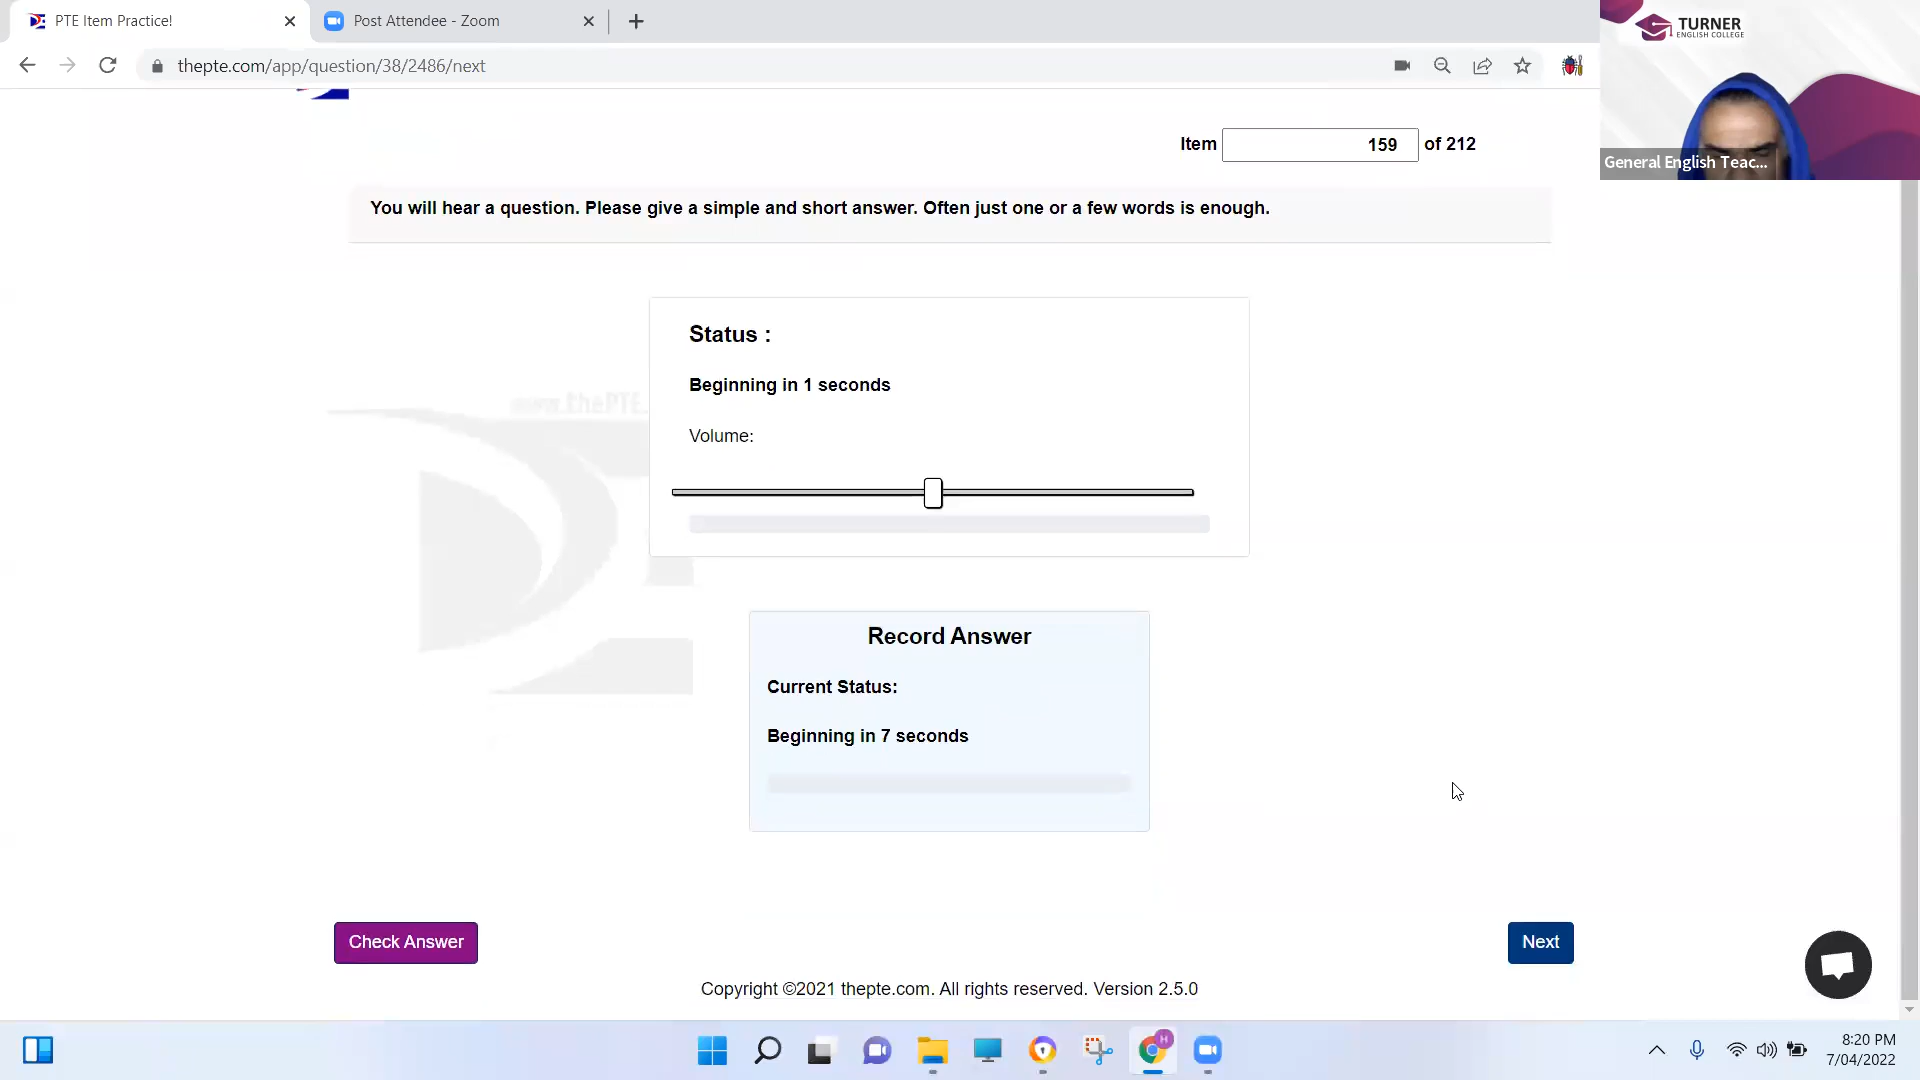 PTE Item Practice!
Post Attendee - Zoom
thepte.com/app/question/38/2486/next
TURNER
ENGLISH COLLEGE
General English Teac...
Item 159 of 212
You will hear a question. Please give a simple and short answer. Often just one or a few words is enough.
Status :
Beginning in 1 seconds
www.thePTE.
Volume:
Record Answer
Current Status:
Beginning in 7 seconds
Check Answer
Next
Copyright ©2021 thepte.com. All rights reserved. Version 2.5.0
H
8:20 PM
7/04/2022